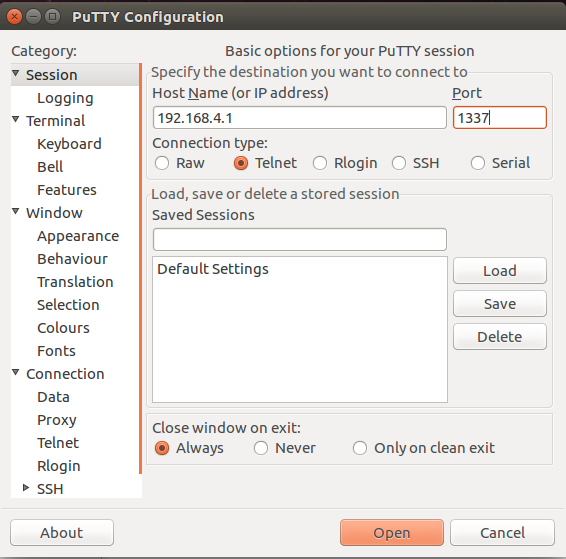 PuTTY Configuration
Category:
Session
Logging
Terminal
Keyboard
Bell
Features
Window
Appearance
Behaviour
Translation
Selection
Colours
Fonts
Connection
Data
Proxy
Telnet
Rlogin
SSH
Basic options for your PuTTY session
Specify the destination you want to connect to
Host Name (or IP address) Port
192.168.4.1 1337
Connection type:
Raw Telnet Rlogin SSH Serial
Load, save or delete a stored session
Saved Sessions
Default Settings
Load
Save
Delete
Close window on exit:
Always Never Only on clean exit
About Open Cancel